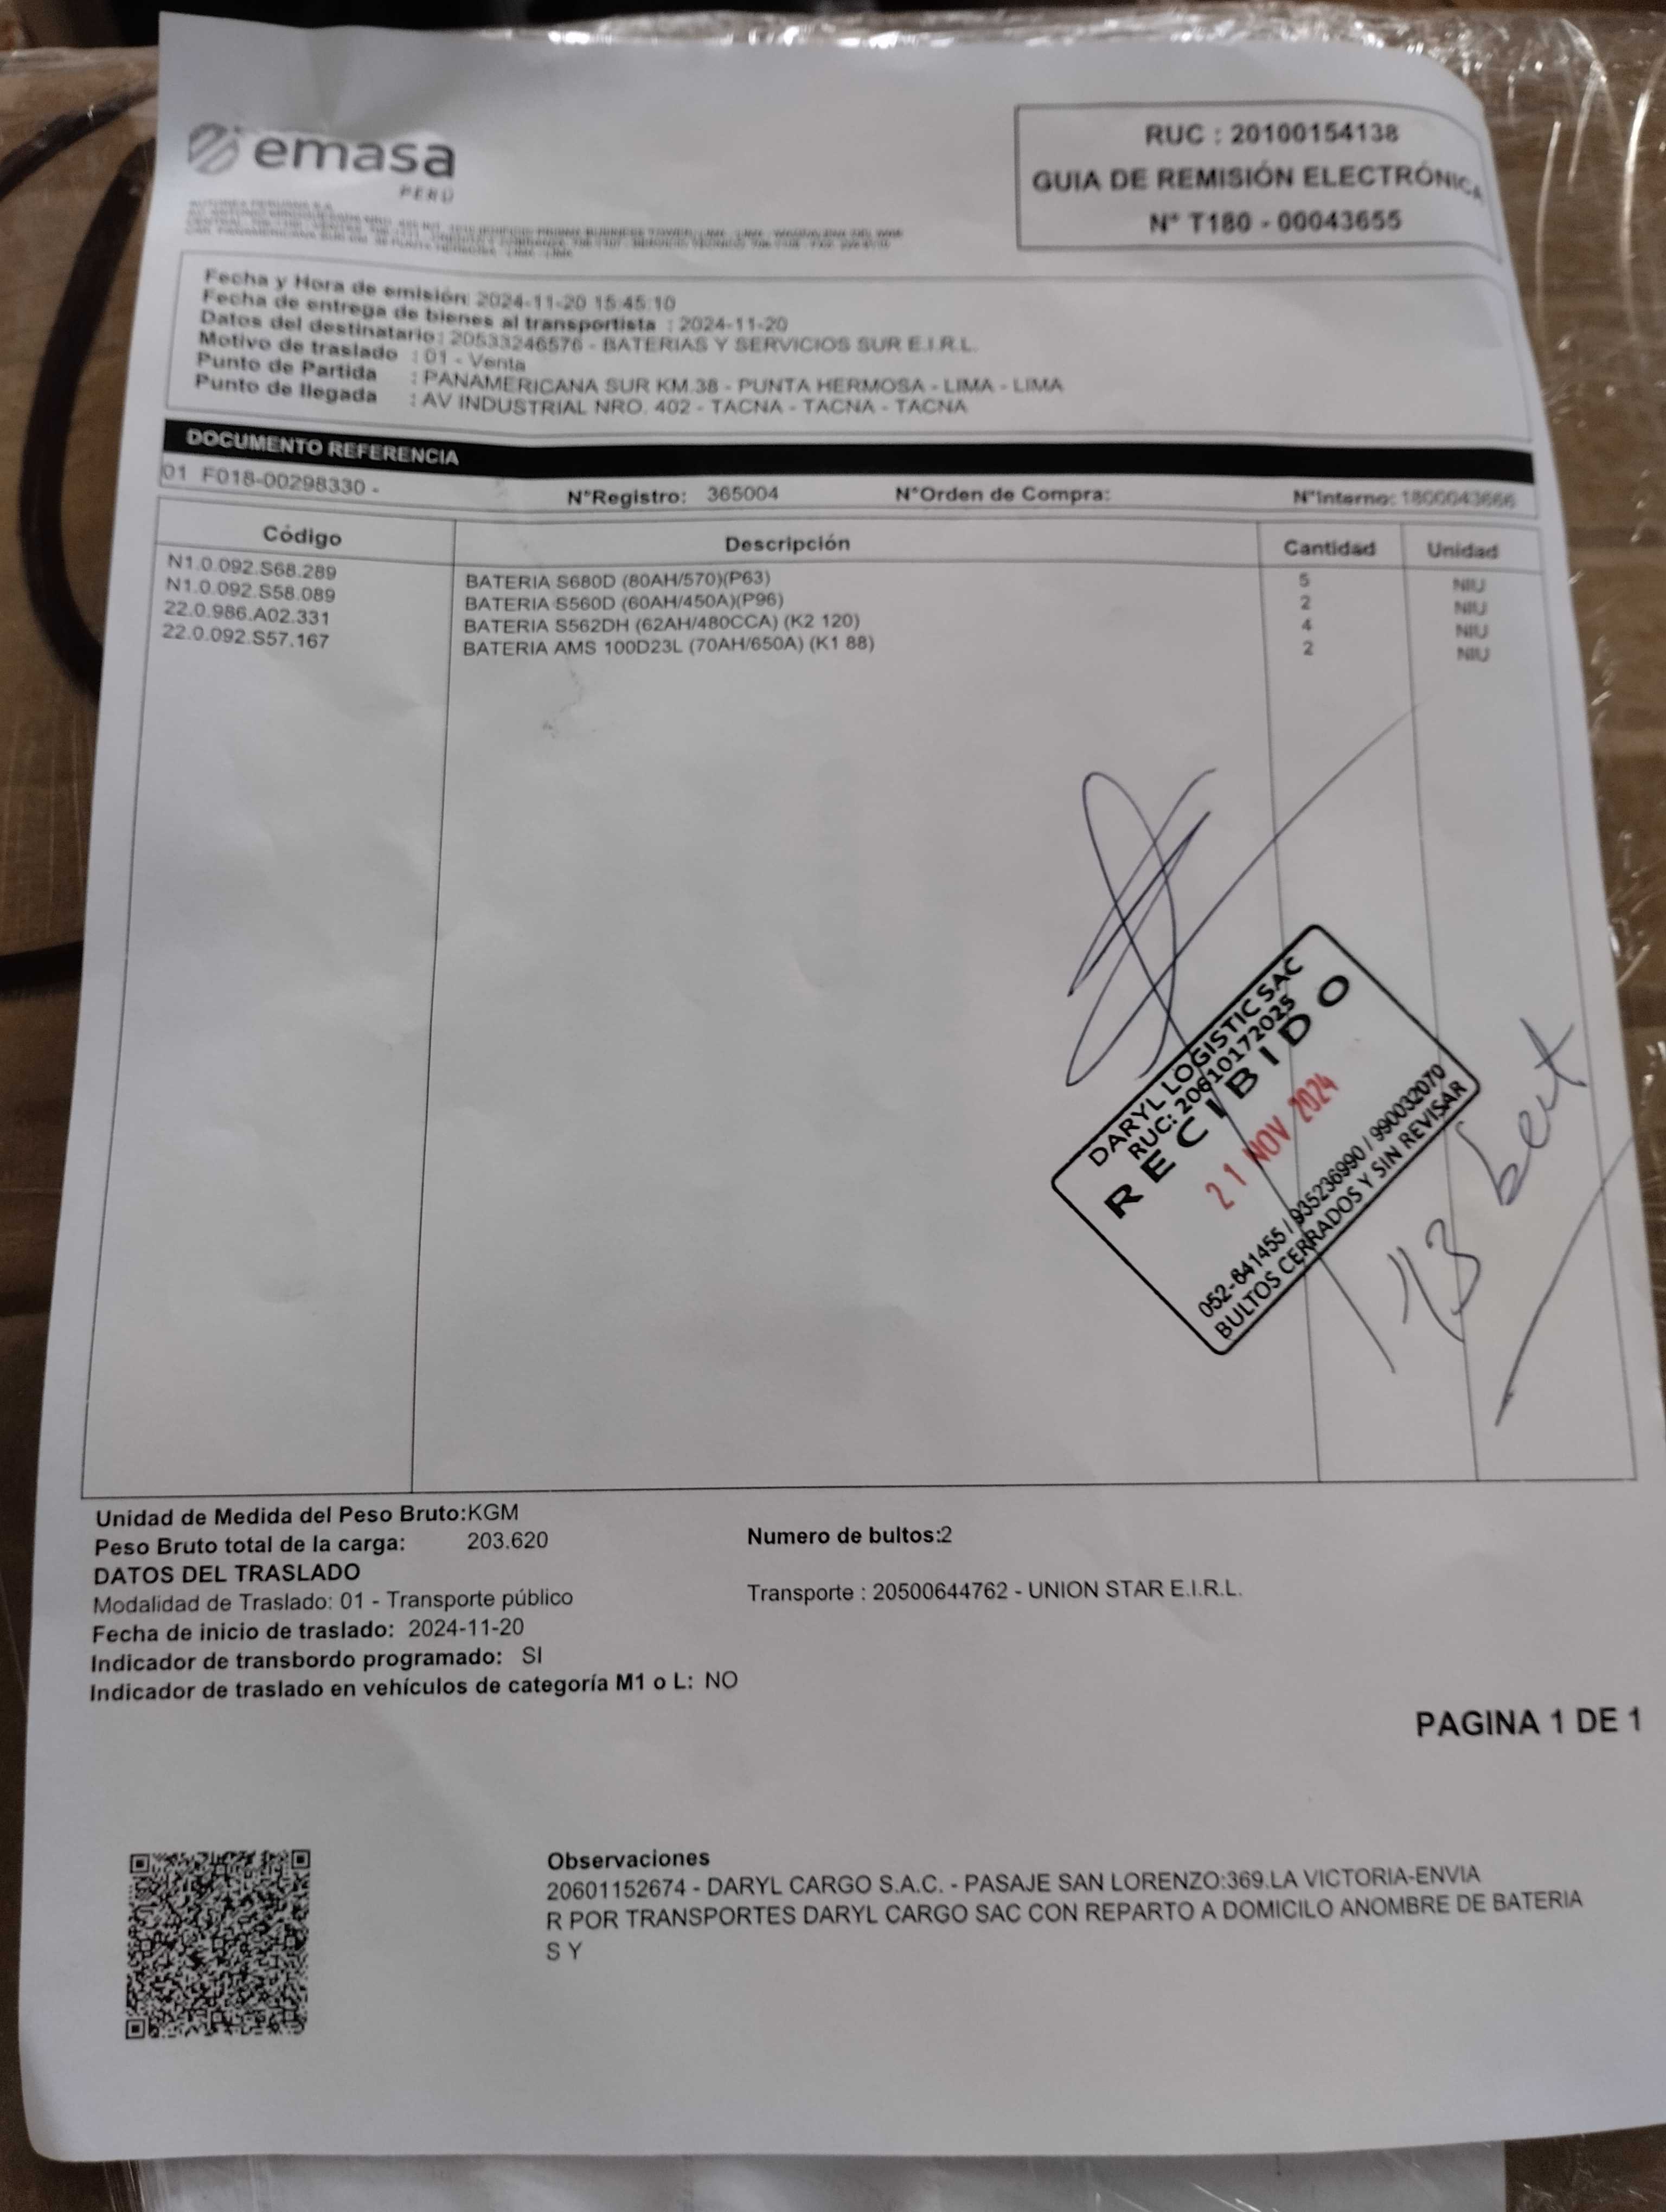 emasa
PERÚ
RUC : 20100154138
GUIA DE REMISIÓN ELECTRÓNICA
N° T180 - 00043655
Fecha y Hora de emisión: 2024-11-20 15:45:10
Fecha de entrega de bienes al transportista : 2024-11-20
Datos del destinatario : 20533246576 - BATERIAS Y SERVICIOS SUR E.I.R.L.
Motivo de traslado : 01 - Venta
Punto de Partida : PANAMERICANA SUR KM.38 - PUNTA HERMOSA - LIMA - LIMA
Punto de llegada : AV INDUSTRIAL NRO. 402 - TACNA - TACNA - TACNA
DOCUMENTO REFERENCIA
01 F018-00298330 - N°Registro: 365004 N°Orden de Compra: N°Interno:
Código Descripción Cantidad Unidad
N1.0.092.S68.289 BATERIA S680D (80AH/570)(P63) 5 NIU
N1.0.092.S58.089 BATERIA S560D (60AH/450A)(P96) 2 NIU
22.0.986.A02.331 BATERIA S562DH (62AH/480CCA) (K2 120) 4 NIU
22.0.092.S57.167 BATERIA AMS 100D23L (70AH/650A) (K1 88) 2 NIU
DARYL LOGISTIC SAC
RUC: 20610172025
RECIBIDO
21 NOV 2024
052-641455 / 935236990 / 990032070
BULTOS CERRADOS Y SIN REVISAR
Unidad de Medida del Peso Bruto:KGM
Peso Bruto total de la carga: 203.620 Numero de bultos:2
DATOS DEL TRASLADO
Modalidad de Traslado: 01 - Transporte público Transporte : 20500644762 - UNION STAR E.I.R.L.
Fecha de inicio de traslado: 2024-11-20
Indicador de transbordo programado: SI
Indicador de traslado en vehículos de categoría M1 o L: NO
PAGINA 1 DE 1
Observaciones
20601152674 - DARYL CARGO S.A.C. - PASAJE SAN LORENZO:369.LA VICTORIA-ENVIA
R POR TRANSPORTES DARYL CARGO SAC CON REPARTO A DOMICILO ANOMBRE DE BATERIA
S Y